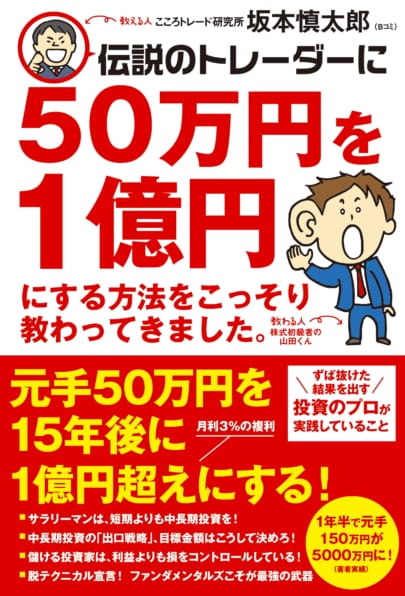 教える人
こころトレード研究所 坂本慎太郎(Bコミ)
伝説のトレーダーに
50万円を
1億円
にする方法をこっそり
教わってきました。
教わる人
株式初級者の
山田くん
元手50万円を
月利3%の複利
15年後に
1億円超えにする!
ずば抜けた
結果を出す
投資のプロが
実践していること
■サラリーマンは、短期よりも中長期投資を!
■中長期投資の「出口戦略」、目標金額はこうして決めろ!
■儲ける投資家は、利益よりも損をコントロールしている!
■脱テクニカル宣言! ファンダメンタルズこそが最強の武器
1年半で元手
150万円が
5000万円に!
(著者実績)